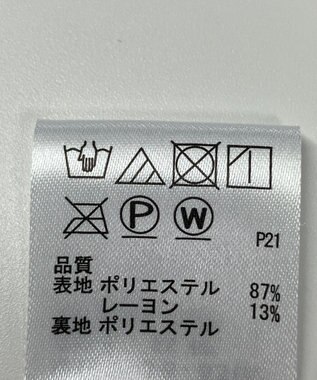 P W
P21
品質
表地 ポリエステル 87%
レーヨン 13%
裏地 ポリエステル